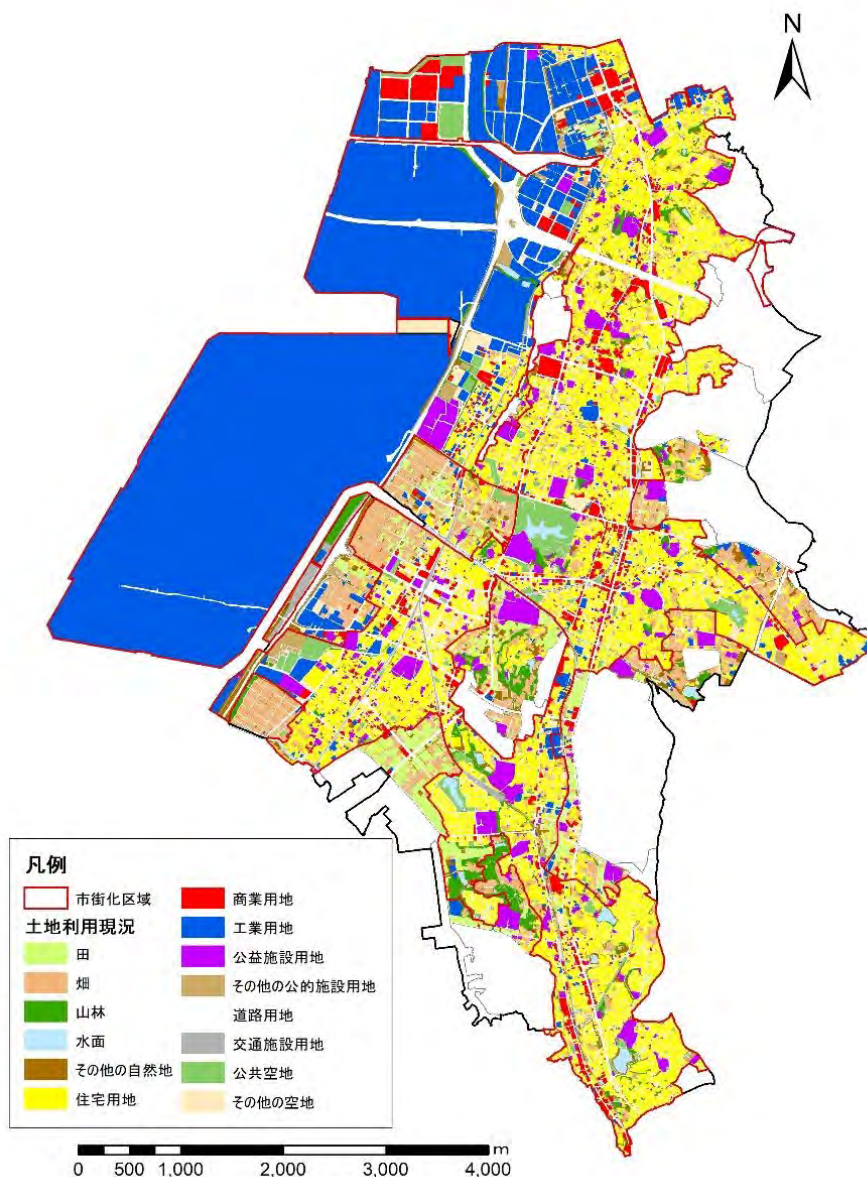 N
凡例
市街化区域
土地利用現況
田
畑
山林
水面
その他の自然地
住宅用地
商業用地
工業用地
公益施設用地
その他の公的施設用地
道路用地
交通施設用地
公共空地
その他の空地
m
0 500 1,000 2,000 3,000 4,000